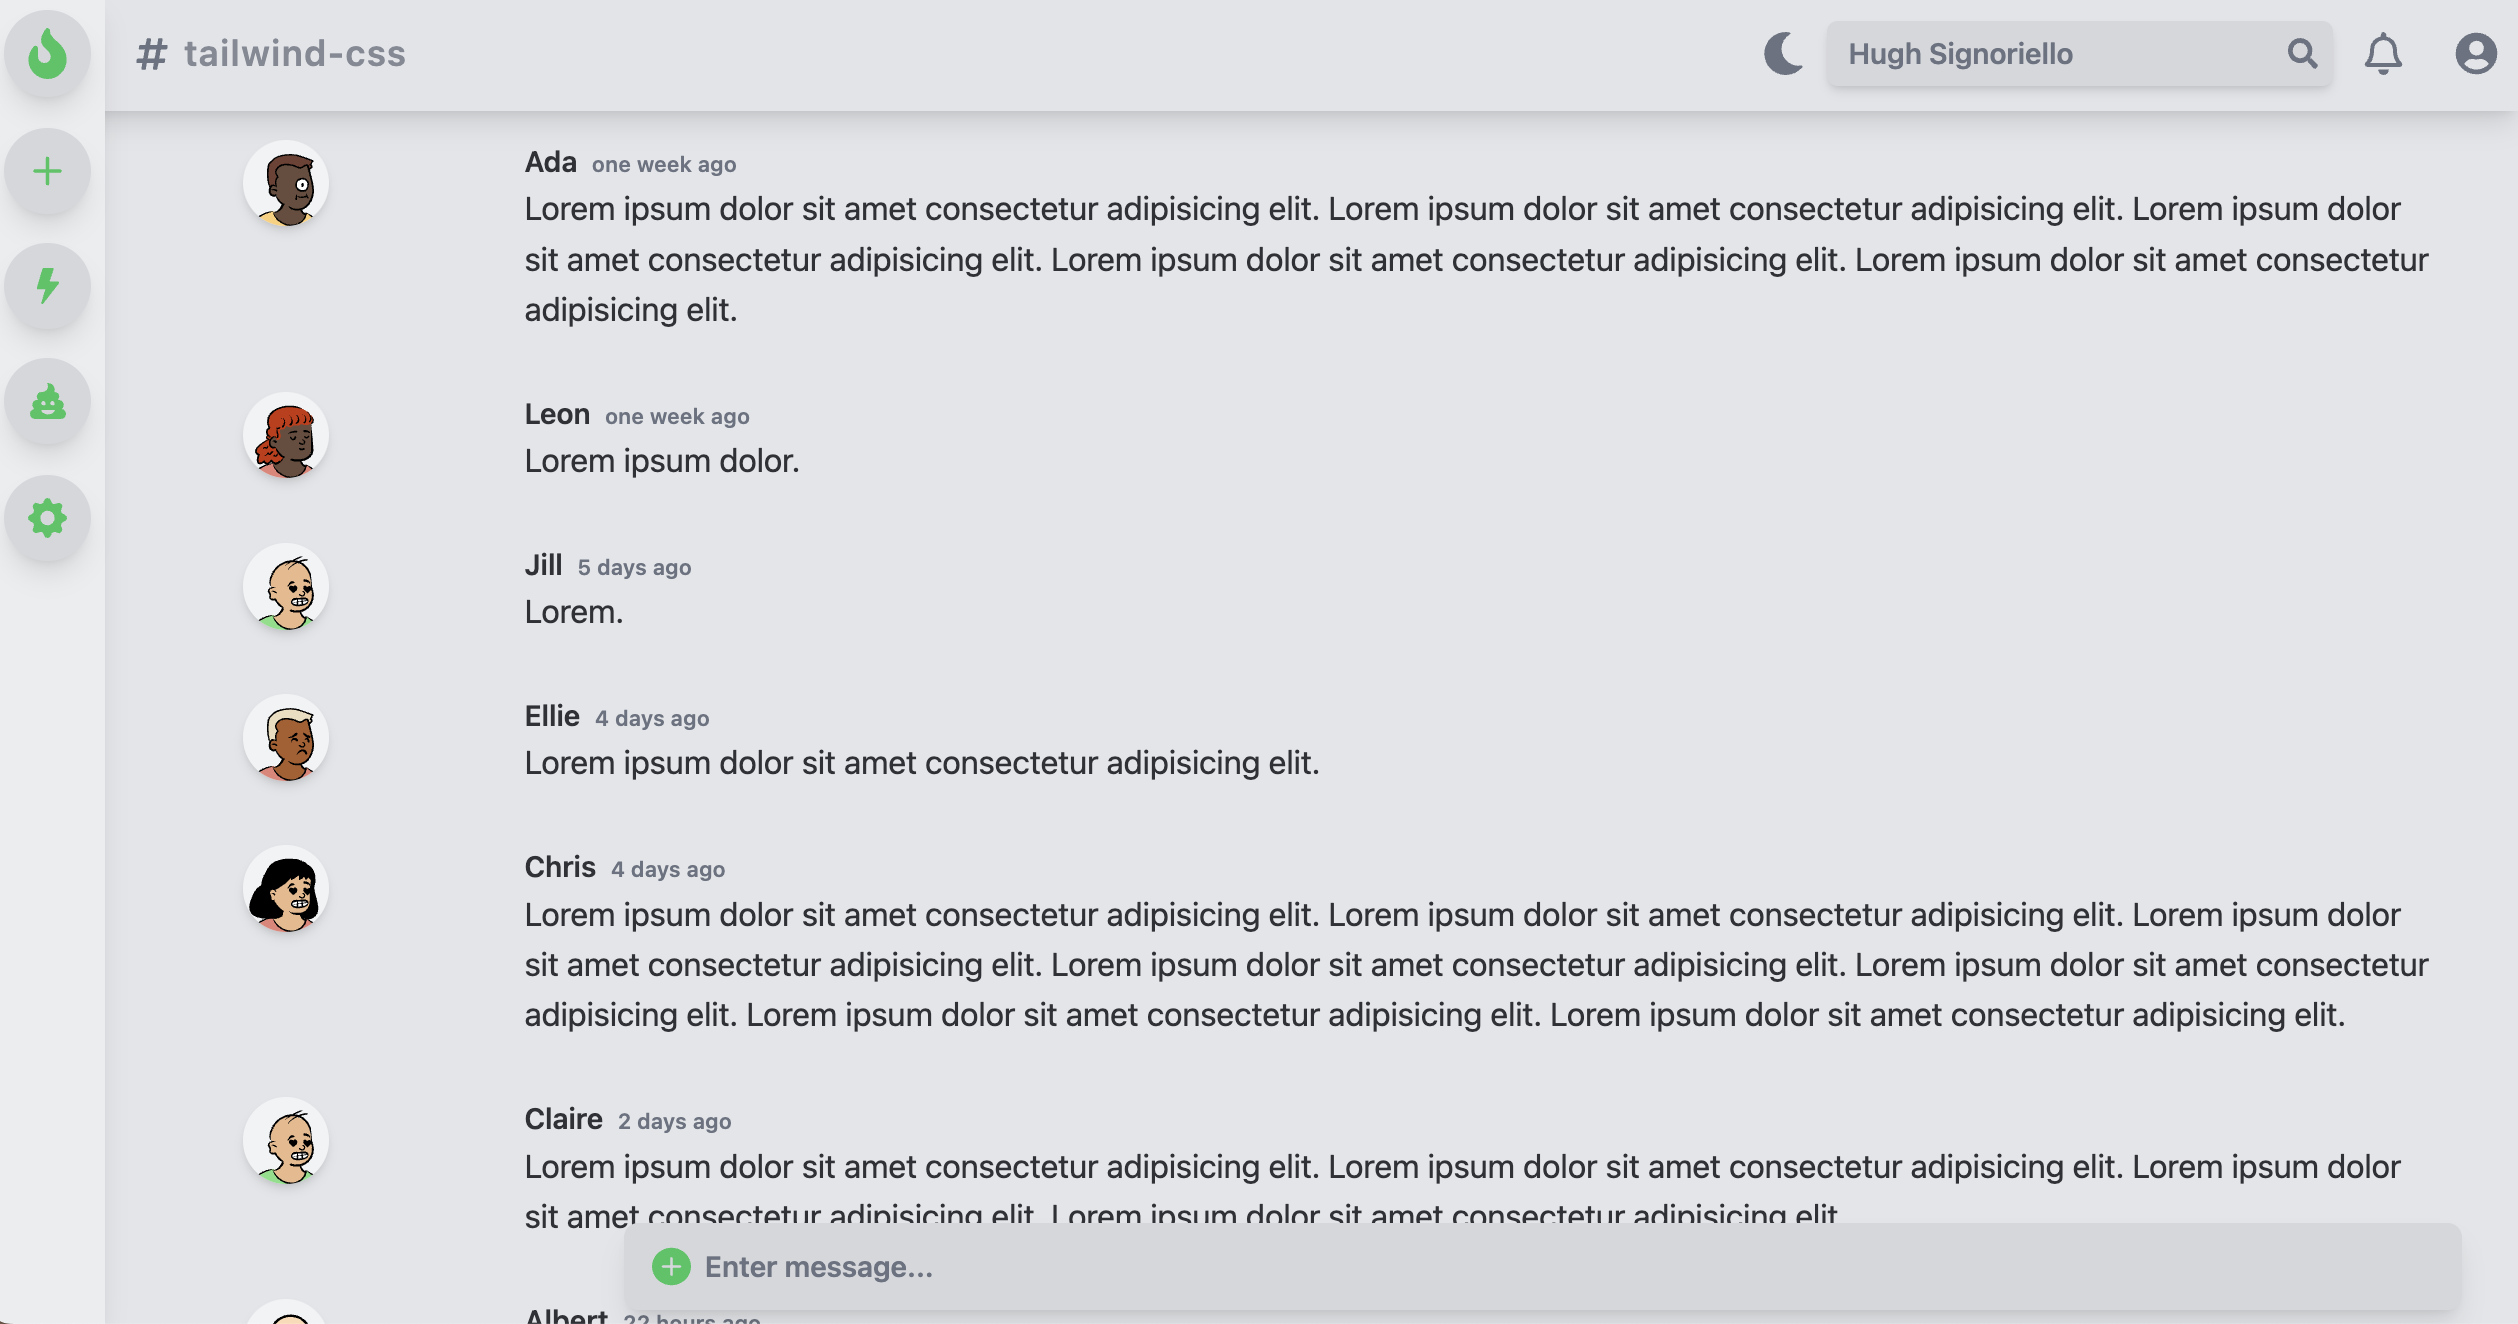 # tailwind-css
Hugh Signoriello
Ada one week ago
Lorem ipsum dolor sit amet consectetur adipisicing elit. Lorem ipsum dolor sit amet consectetur adipisicing elit. Lorem ipsum dolor
sit amet consectetur adipisicing elit. Lorem ipsum dolor sit amet consectetur adipisicing elit. Lorem ipsum dolor sit amet consectetur
adipisicing elit.
Leon one week ago
Lorem ipsum dolor.
Jill 5 days ago
Lorem.
Ellie 4 days ago
Lorem ipsum dolor sit amet consectetur adipisicing elit.
Chris 4 days ago
Lorem ipsum dolor sit amet consectetur adipisicing elit. Lorem ipsum dolor sit amet consectetur adipisicing elit. Lorem ipsum dolor
sit amet consectetur adipisicing elit. Lorem ipsum dolor sit amet consectetur adipisicing elit. Lorem ipsum dolor sit amet consectetur
adipisicing elit. Lorem ipsum dolor sit amet consectetur adipisicing elit. Lorem ipsum dolor sit amet consectetur adipisicing elit.
Claire 2 days ago
Lorem ipsum dolor sit amet consectetur adipisicing elit. Lorem ipsum dolor sit amet consectetur adipisicing elit. Lorem ipsum dolor
sit amet consectetur adipisicing elit. Lorem ipsum dolor sit amet consectetur adipisicing elit.
Enter message...
Albert 22 hours ago